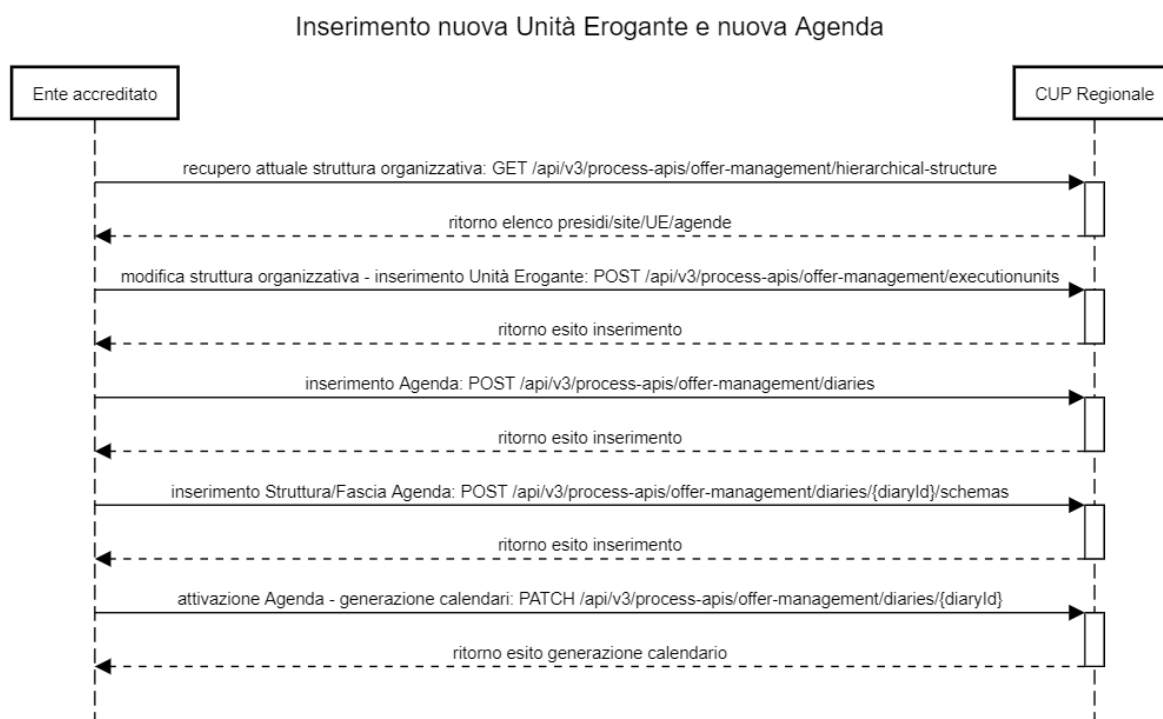 Inserimento nuova Unità Erogante e nuova Agenda
Ente accreditato
CUP Regionale
recupero attuale struttura organizzativa: GET /api/v3/process-apis/offer-management/hierarchical-structure
ritorno elenco presidi/site/UE/agende
modifica struttura organizzativa - inserimento Unità Erogante: POST /api/v3/process-apis/offer-management/executionunits
ritorno esito inserimento
inserimento Agenda: POST /api/v3/process-apis/offer-management/diaries
ritorno esito inserimento
inserimento Struttura/Fascia Agenda: POST /api/v3/process-apis/offer-management/diaries/{diaryId}/schemas
ritorno esito inserimento
attivazione Agenda - generazione calendari: PATCH /api/v3/process-apis/offer-management/diaries/{diaryId}
ritorno esito generazione calendario